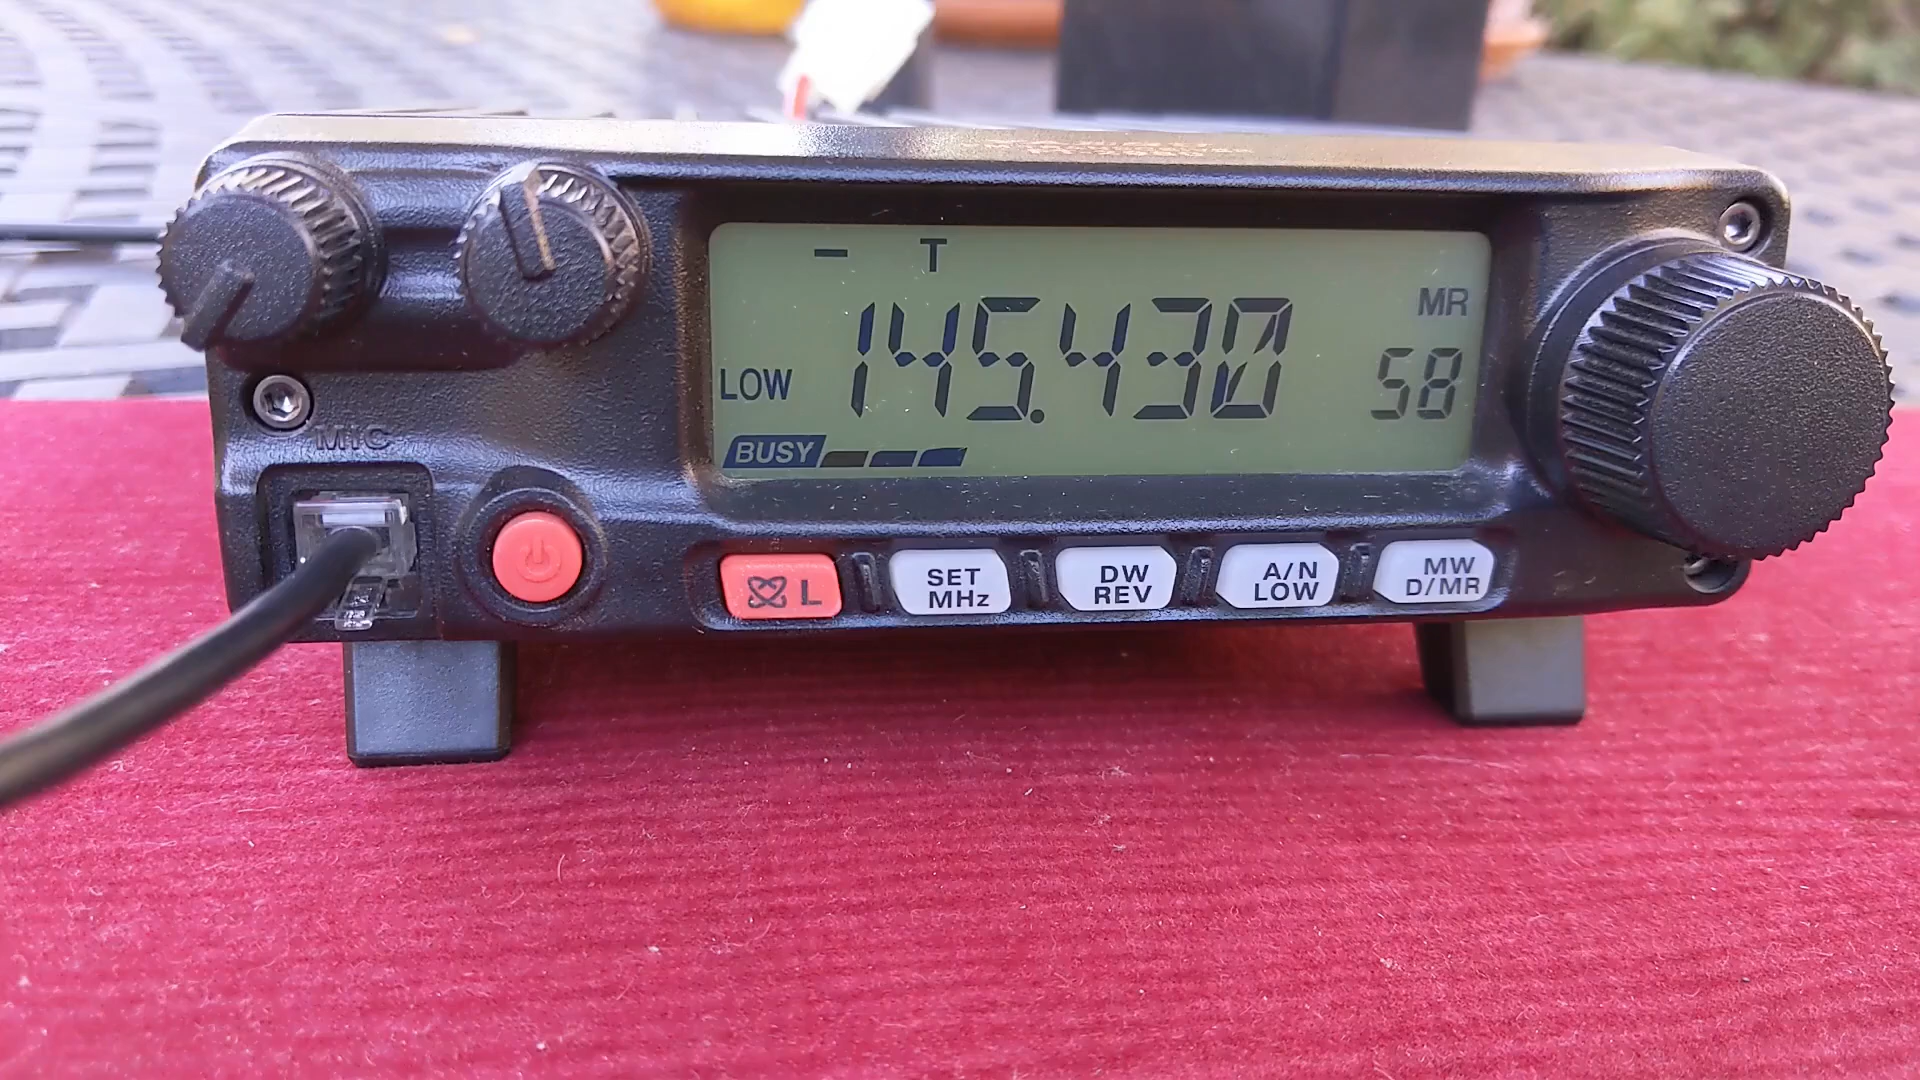 - T
MR
145.430
58
LOW
BUSY
MIC
L
SET
MHz
DW
REV
A/N
LOW
MW
D/MR